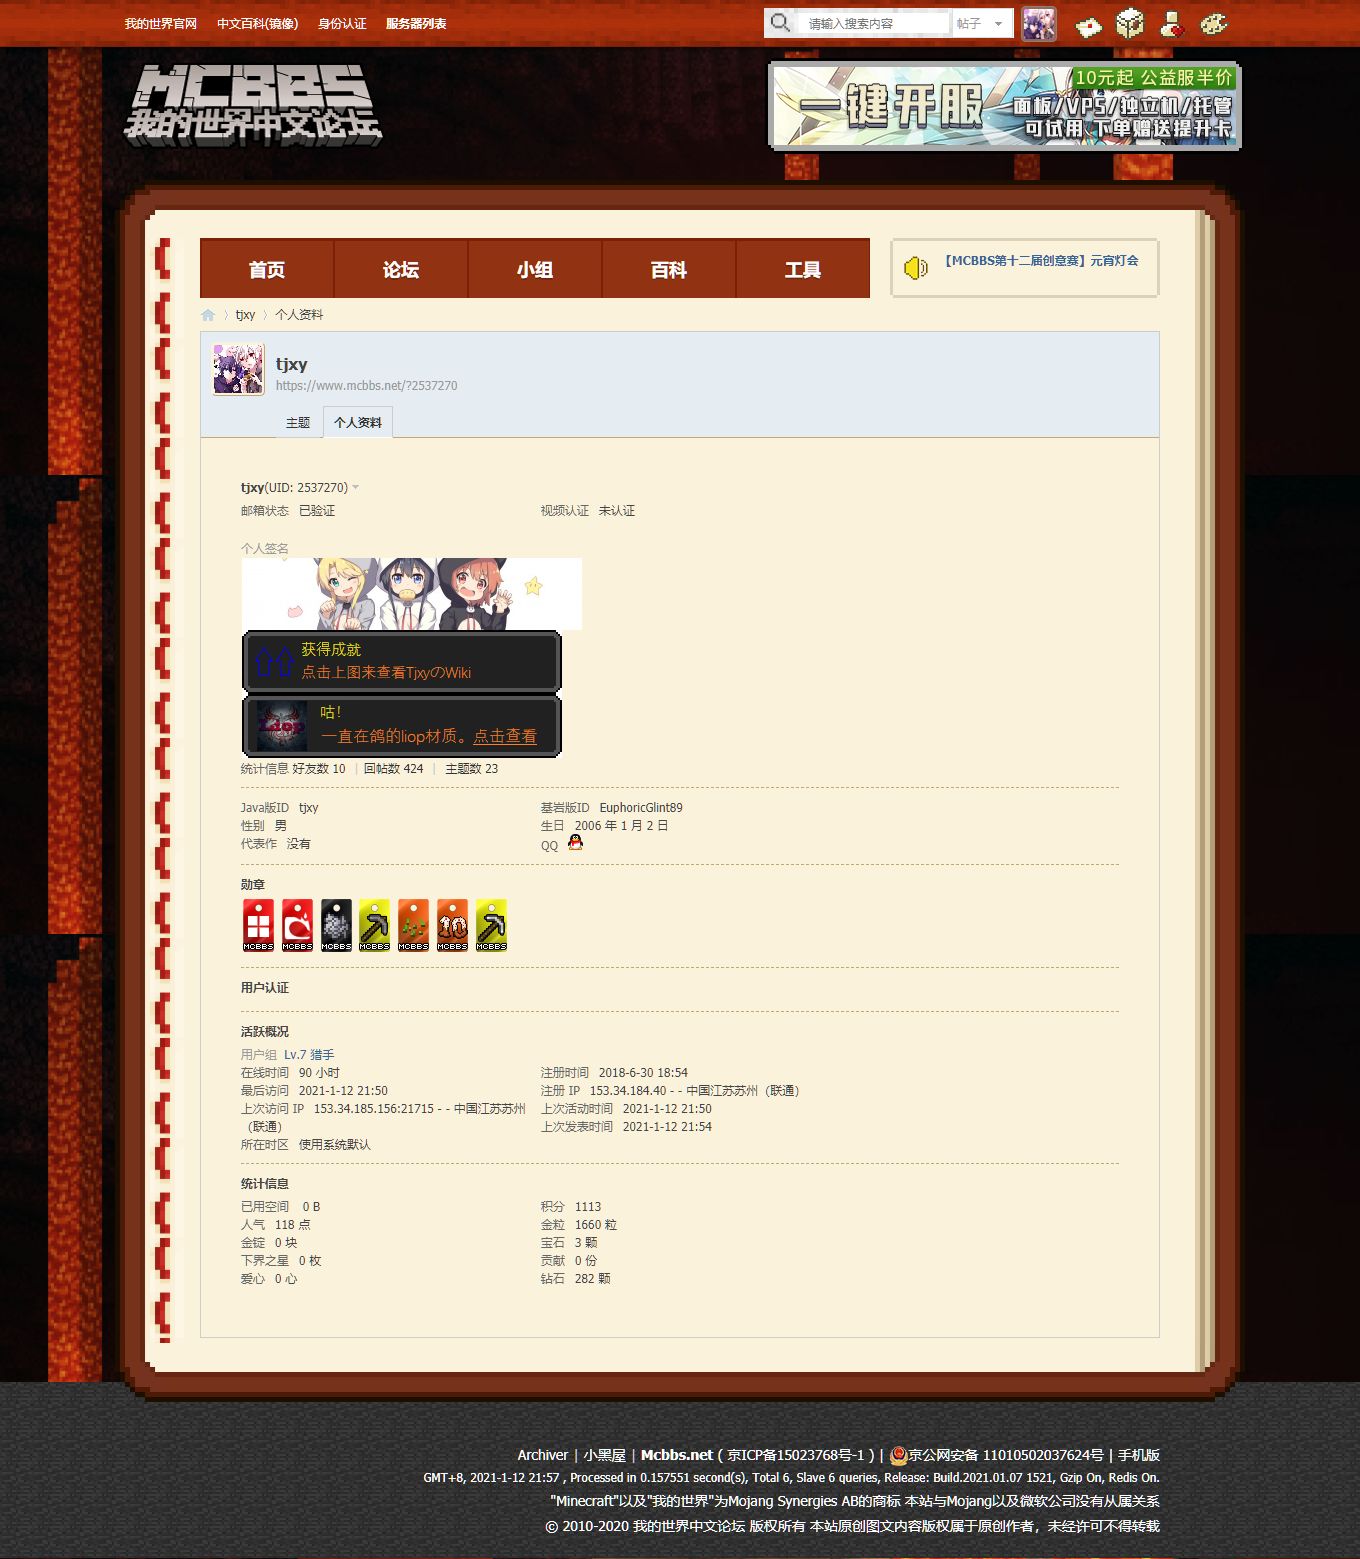 我的世界官网 中文百科(镜像) 身份认证 服务器列表
请输入搜索内容 帖子
MCBBS
我的世界中文论坛
10元起 公益服半价
一键开服
面板/VPS/独立机/托管
可试用 下单赠送提升卡
首页 论坛 小组 百科 工具
【MCBBS第十二届创意赛】元宵灯会
tjxy 个人资料
tjxy
https://www.mcbbs.net/?2537270
主题 个人资料
tjxy(UID: 2537270)
邮箱状态 已验证 视频认证 未认证
个人签名
获得成就
点击上图来查看TjxyのWiki
Liop
咕!
一直在鸽的liop材质。点击查看
统计信息 好友数 10 | 回帖数 424 | 主题数 23
Java版ID tjxy 基岩版ID EuphoricGlint89
性别 男 生日 2006 年 1 月 2 日
代表作 没有 QQ
勋章
MCBBS MCBBS MCBBS MCBBS MCBBS 10 MCBBS MCBBS
用户认证
活跃概况
用户组 Lv.7 猎手
在线时间 90 小时 注册时间 2018-6-30 18:54
最后访问 2021-1-12 21:50 注册 IP 153.34.184.40 - - 中国江苏苏州（联通）
上次访问 IP 153.34.185.156:21715 - - 中国江苏苏州 上次活动时间 2021-1-12 21:50
（联通） 上次发表时间 2021-1-12 21:54
所在时区 使用系统默认
统计信息
已用空间 0 B 积分 1113
人气 118 点 金粒 1660 粒
金锭 0 块 宝石 3 颗
下界之星 0 枚 贡献 0 份
爱心 0 心 钻石 282 颗
Archiver | 小黑屋 | Mcbbs.net ( 京ICP备15023768号-1 ) | 京公网安备 11010502037624号 | 手机版
GMT+8, 2021-1-12 21:57 , Processed in 0.157551 second(s), Total 6, Slave 6 queries, Release: Build.2021.01.07 1521, Gzip On, Redis On.
"Minecraft"以及"我的世界"为Mojang Synergies AB的商标 本站与Mojang以及微软公司没有从属关系
© 2010-2020 我的世界中文论坛 版权所有 本站原创图文内容版权属于原创作者，未经许可不得转载